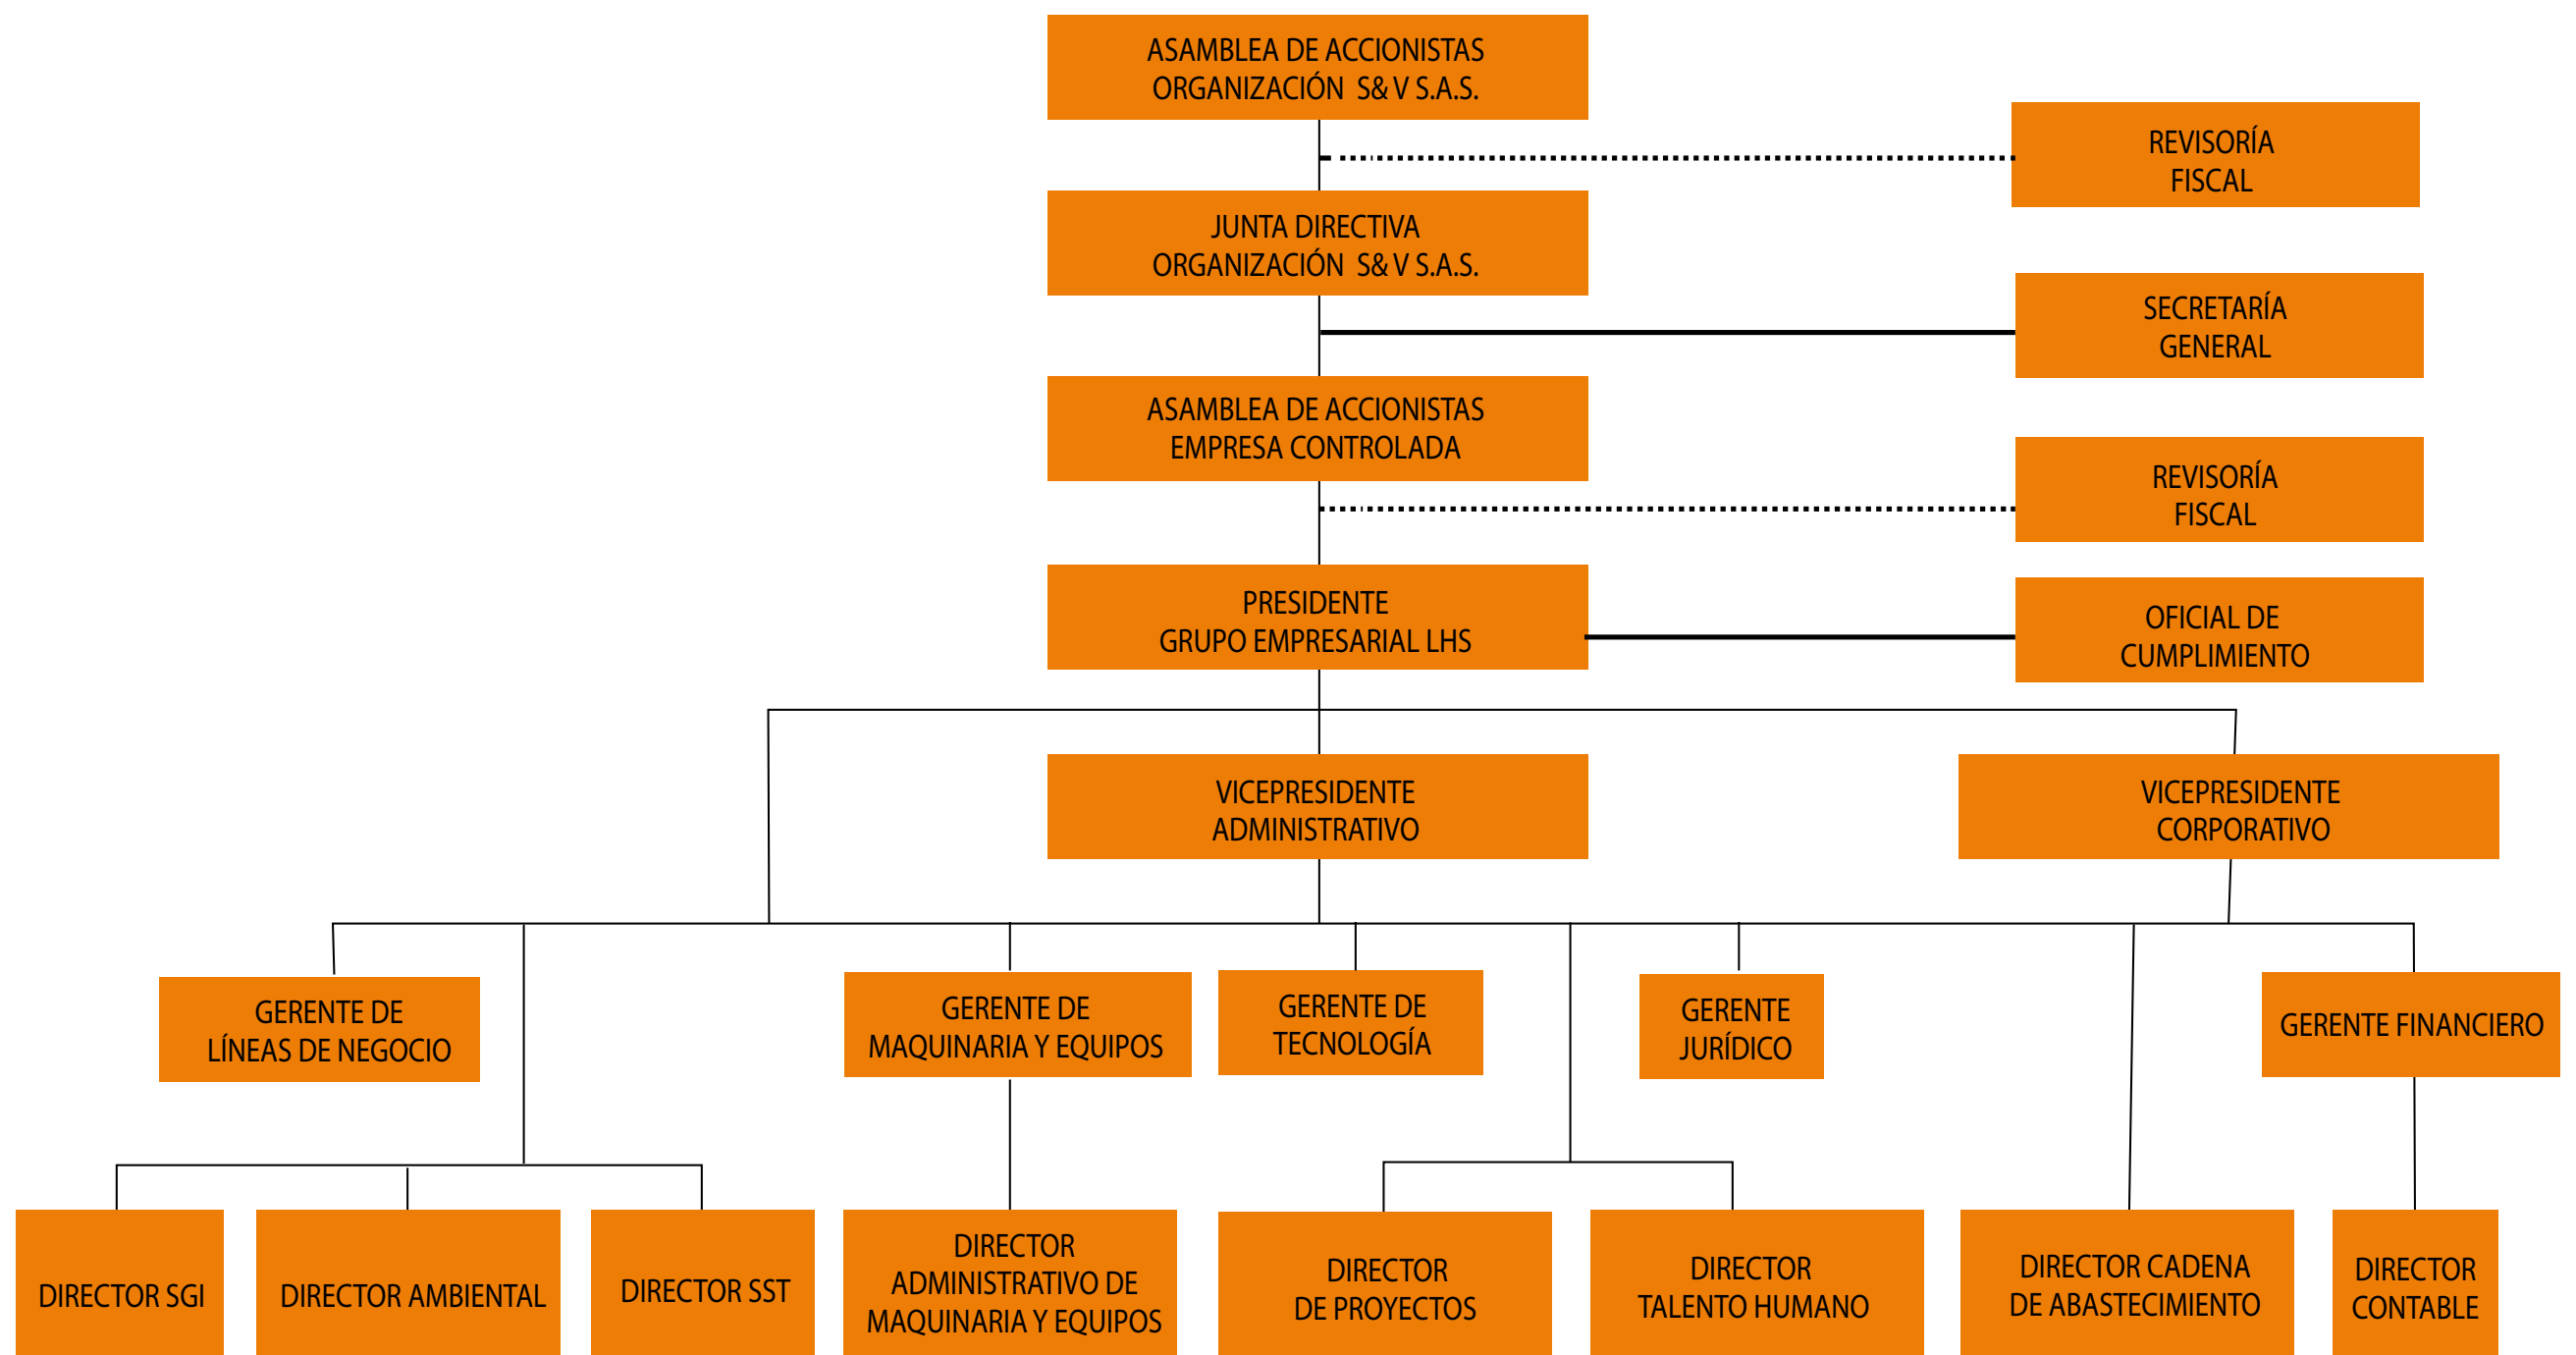 ASAMBLEA DE ACCIONISTAS
ORGANIZACIÓN S& V S.A.S.
REVISORÍA
FISCAL
JUNTA DIRECTIVA
ORGANIZACIÓN S& V S.A.S.
SECRETARÍA
GENERAL
ASAMBLEA DE ACCIONISTAS
EMPRESA CONTROLADA
REVISORÍA
FISCAL
PRESIDENTE
GRUPO EMPRESARIAL LHS
OFICIAL DE
CUMPLIMIENTO
VICEPRESIDENTE
ADMINISTRATIVO
VICEPRESIDENTE
CORPORATIVO
GERENTE DE
LÍNEAS DE NEGOCIO
GERENTE DE
MAQUINARIA Y EQUIPOS
GERENTE DE
TECNOLOGÍA
GERENTE
JURÍDICO
GERENTE FINANCIERO
DIRECTOR SGI
DIRECTOR AMBIENTAL
DIRECTOR SST
DIRECTOR
ADMINISTRATIVO DE
MAQUINARIA Y EQUIPOS
DIRECTOR
DE PROYECTOS
DIRECTOR
TALENTO HUMANO
DIRECTOR CADENA
DE ABASTECIMIENTO
DIRECTOR
CONTABLE